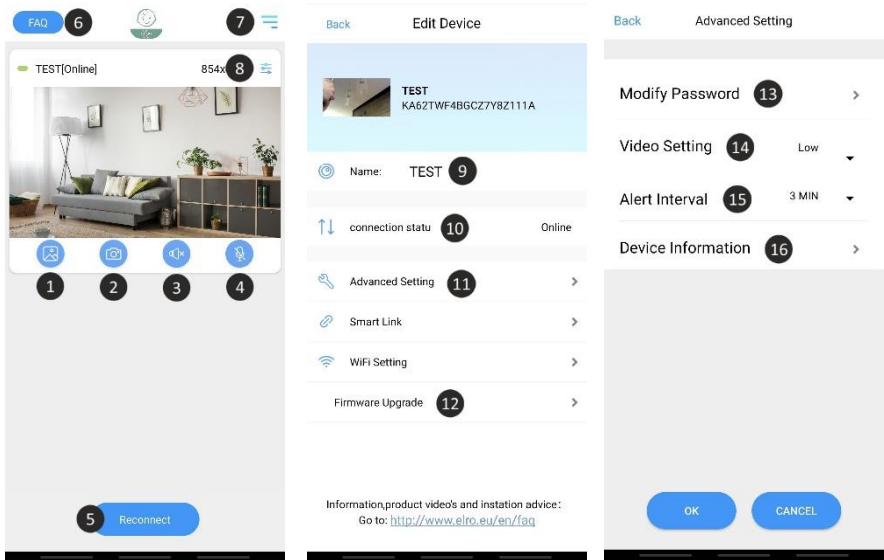 FAQ 6 7
TEST[Online] 854x 8
1 2 3 4
5 Reconnect
Back Edit Device
TEST
KA62TWF4BGCZ7Y8Z111A
Name: TEST 9
connection statu 10 Online
Advanced Setting 11
Smart Link
WiFi Setting
Firmware Upgrade 12
Information,product video's and instation advice:
Go to: http://www.elro.eu/en/faq
Back Advanced Setting
Modify Password 13
Video Setting 14 Low
Alert Interval 15 3 MIN
Device Information 16
OK CANCEL